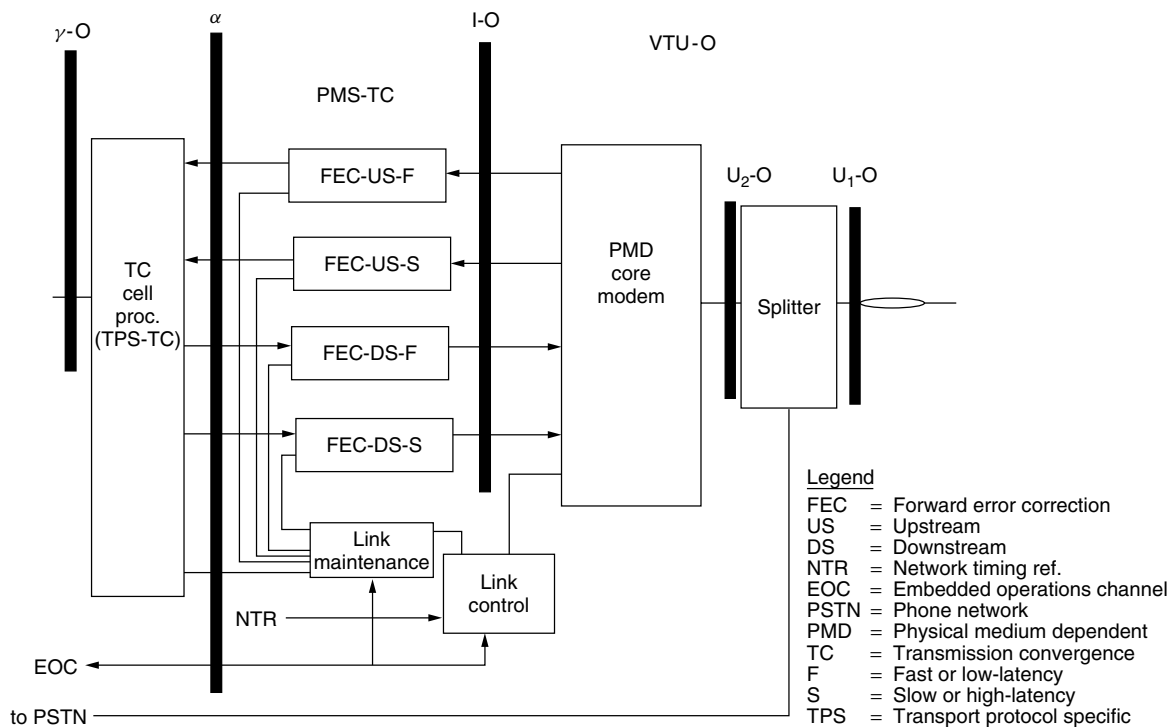 γ-O
α
I-O
VTU-O
PMS-TC
U₂-O
U₁-O
FEC-US-F
FEC-US-S
FEC-DS-F
FEC-DS-S
TC
cell
proc.
(TPS-TC)
PMD
core
modem
Splitter
Link
maintenance
Link
control
NTR
EOC
to PSTN
Legend
FEC = Forward error correction
US = Upstream
DS = Downstream
NTR = Network timing ref.
EOC = Embedded operations channel
PSTN = Phone network
PMD = Physical medium dependent
TC = Transmission convergence
F = Fast or low-latency
S = Slow or high-latency
TPS = Transport protocol specific